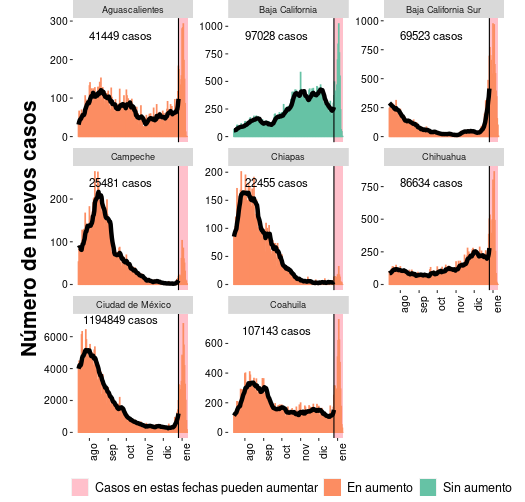 Número de nuevos casos
Aguascalientes
300
200
100
0
41449 casos
Baja California
1000
750
500
250
0
97028 casos
Baja California Sur
1000
750
500
250
0
69523 casos
Campeche
200
100
0
25481 casos
Chiapas
200
150
100
50
0
22455 casos
Chihuahua
750
500
250
0
86634 casos
ago sep oct nov dic ene
Ciudad de México
6000
4000
2000
0
1194849 casos
ago sep oct nov dic ene
Coahuila
600
400
200
0
107143 casos
ago sep oct nov dic ene
Casos en estas fechas pueden aumentar En aumento Sin aumento